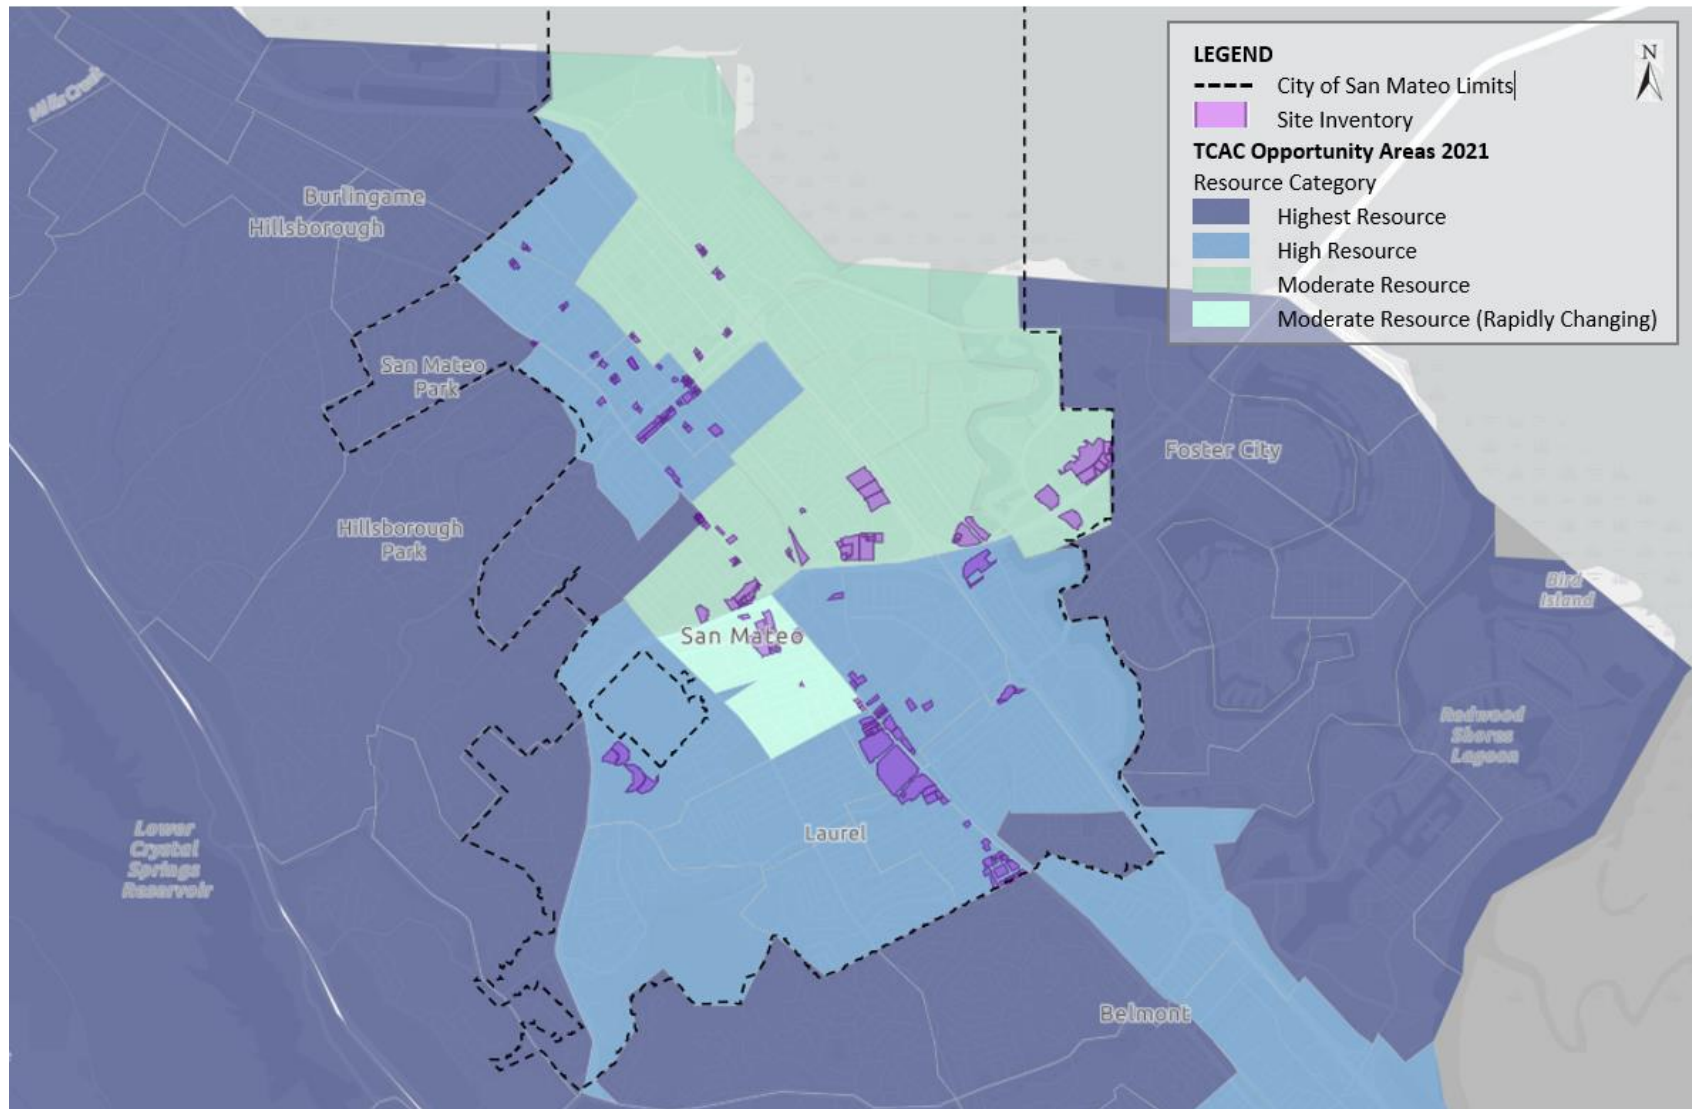 LEGEND
N
City of San Mateo Limits
Site Inventory
TCAC Opportunity Areas 2021
Resource Category
Highest Resource
High Resource
Moderate Resource
Moderate Resource (Rapidly Changing)
Mills Creek
Burlingame
Hillsborough
San Mateo
Park
Foster City
Hillsborough
Park
Bird
Island
San Mateo
Redwood
Shores
Lagoon
Lower
Crystal
Springs
Reservoir
Laurel
Belmont